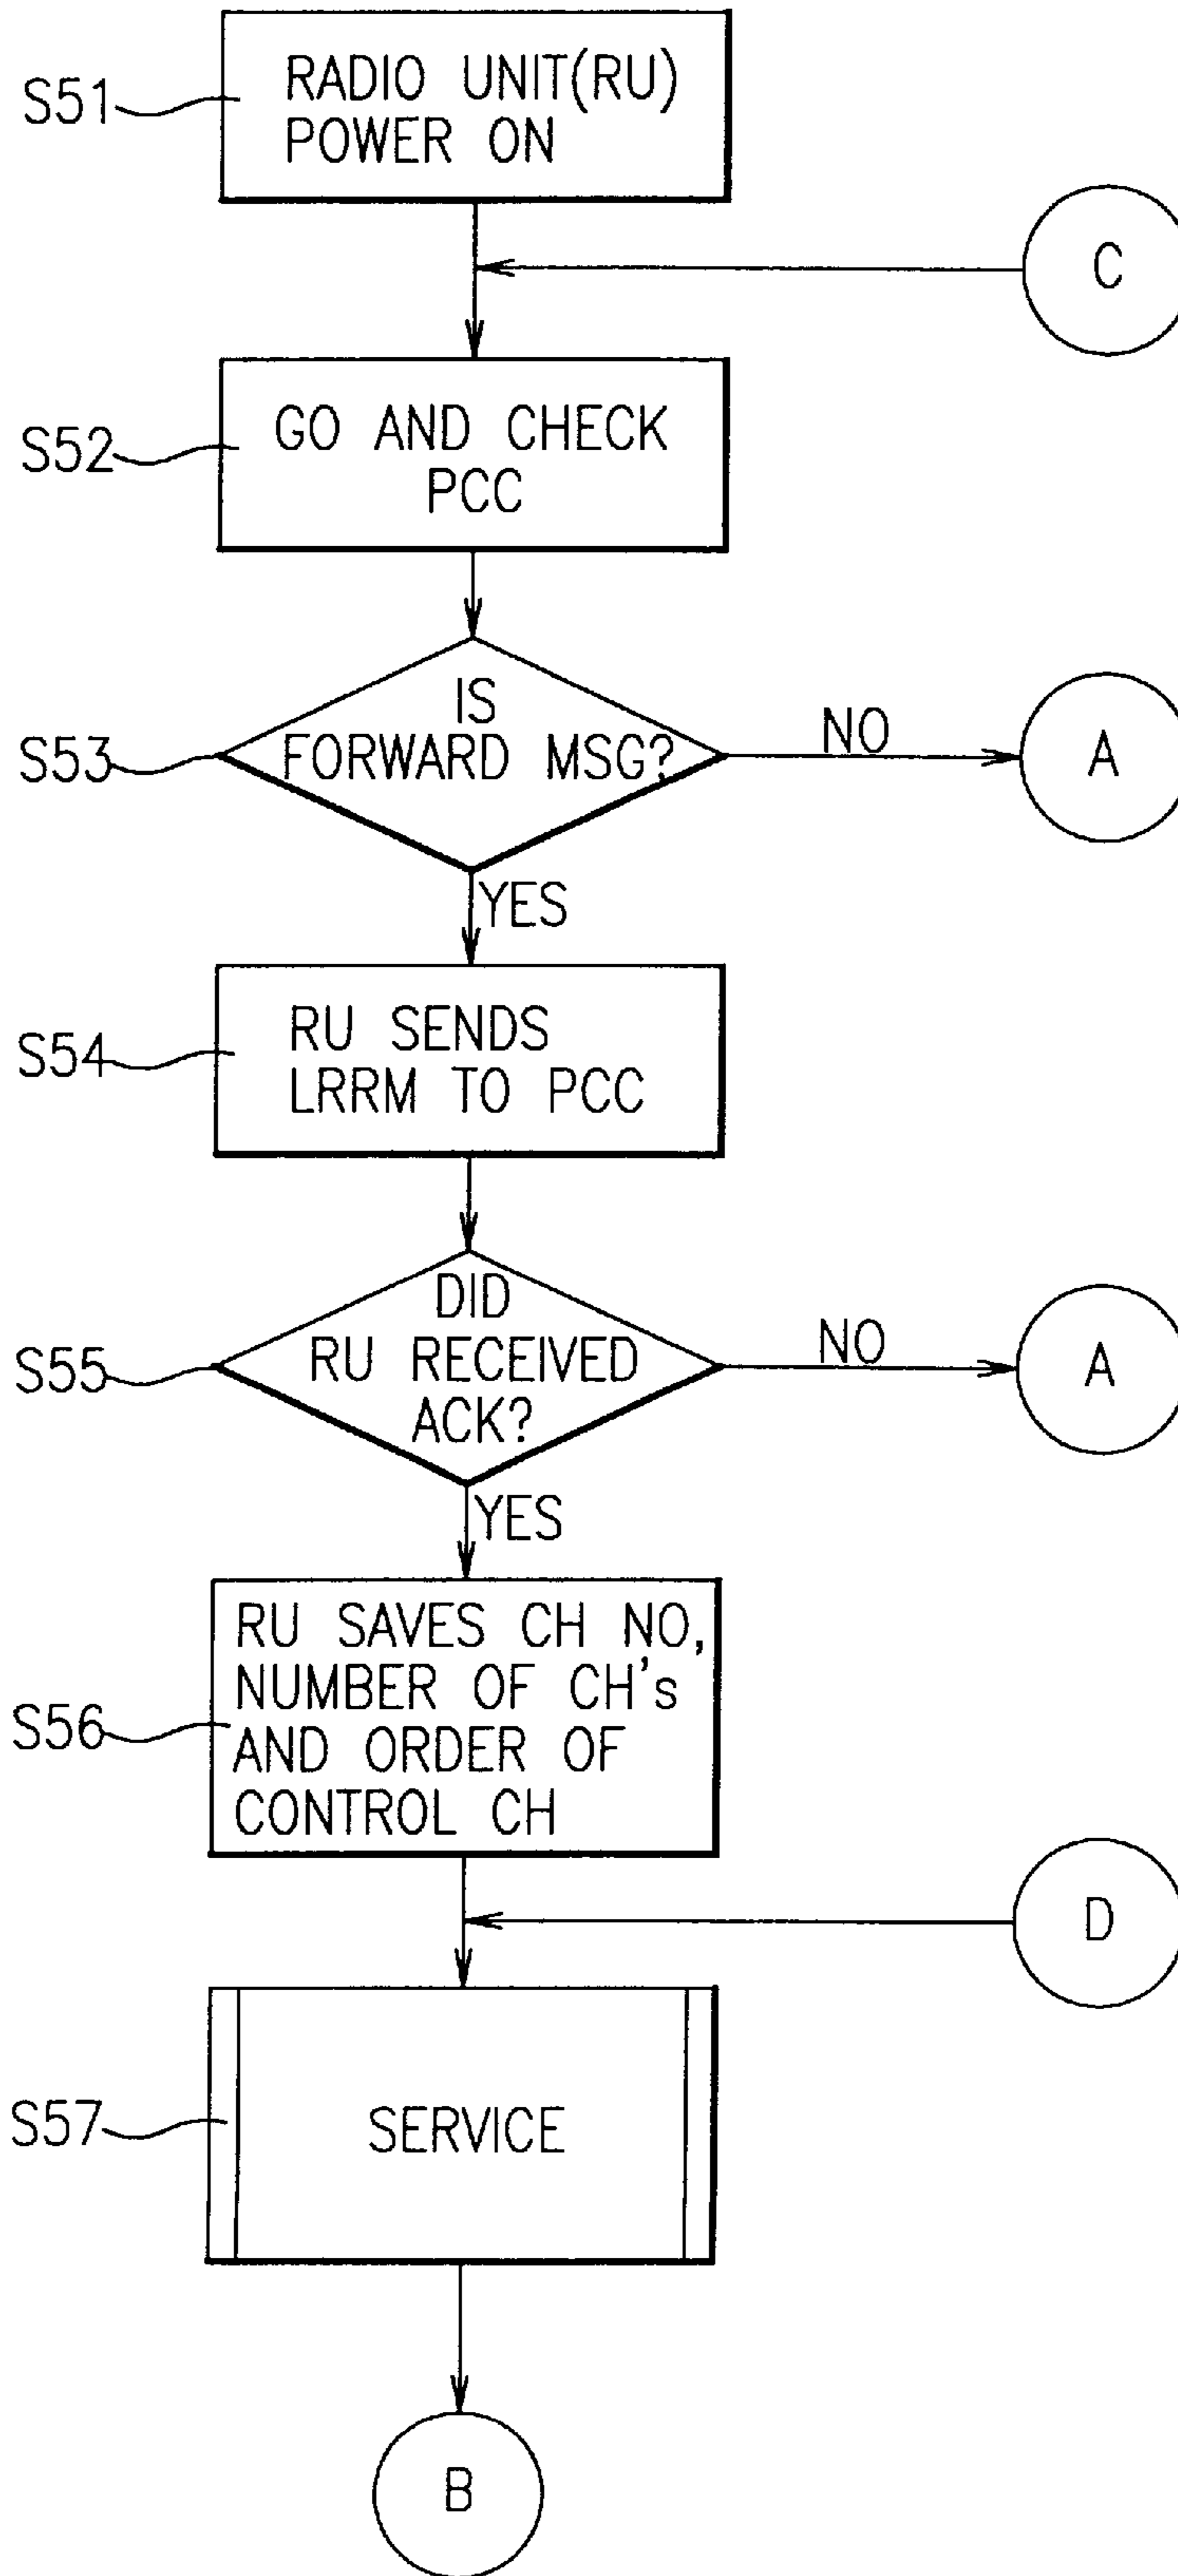 S51
RADIO UNIT(RU)
POWER ON
C
S52
GO AND CHECK
PCC
S53
IS
FORWARD MSG?
NO
A
YES
S54
RU SENDS
LRRM TO PCC
S55
DID
RU RECEIVED
ACK?
NO
A
YES
S56
RU SAVES CH NO,
NUMBER OF CH's
AND ORDER OF
CONTROL CH
D
S57
SERVICE
B